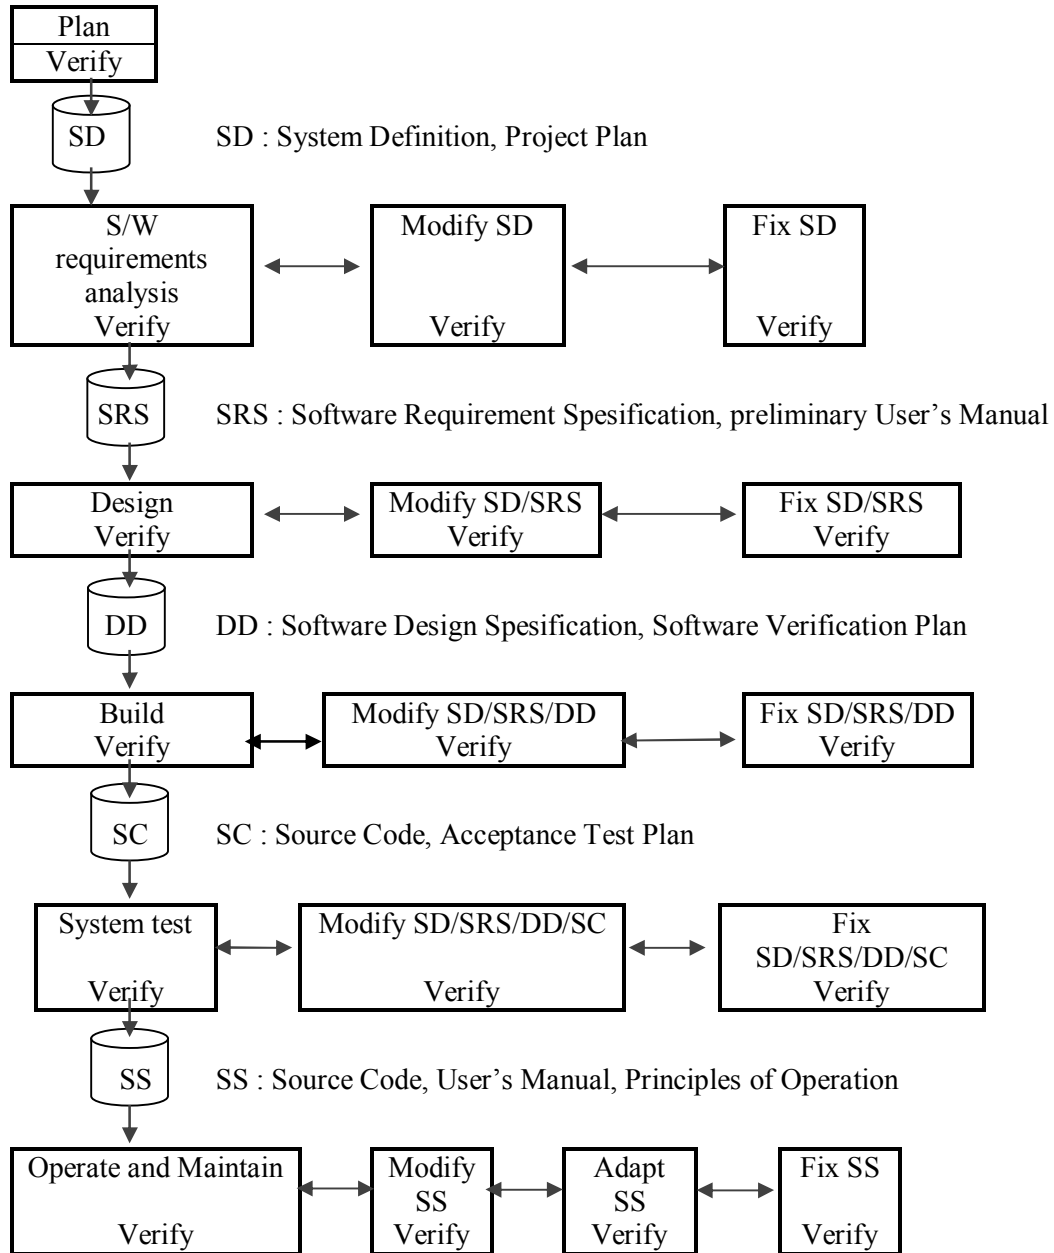 Plan
Verify
SD
SD : System Definition, Project Plan
S/W
requirements
analysis
Verify
Modify SD
Verify
Fix SD
Verify
SRS
SRS : Software Requirement Spesification, preliminary User’s Manual
Design
Verify
Modify SD/SRS
Verify
Fix SD/SRS
Verify
DD
DD : Software Design Spesification, Software Verification Plan
Build
Verify
Modify SD/SRS/DD
Verify
Fix SD/SRS/DD
Verify
SC
SC : Source Code, Acceptance Test Plan
System test
Verify
Modify SD/SRS/DD/SC
Verify
Fix
SD/SRS/DD/SC
Verify
SS
SS : Source Code, User’s Manual, Principles of Operation
Operate and Maintain
Verify
Modify
SS
Verify
Adapt
SS
Verify
Fix SS
Verify